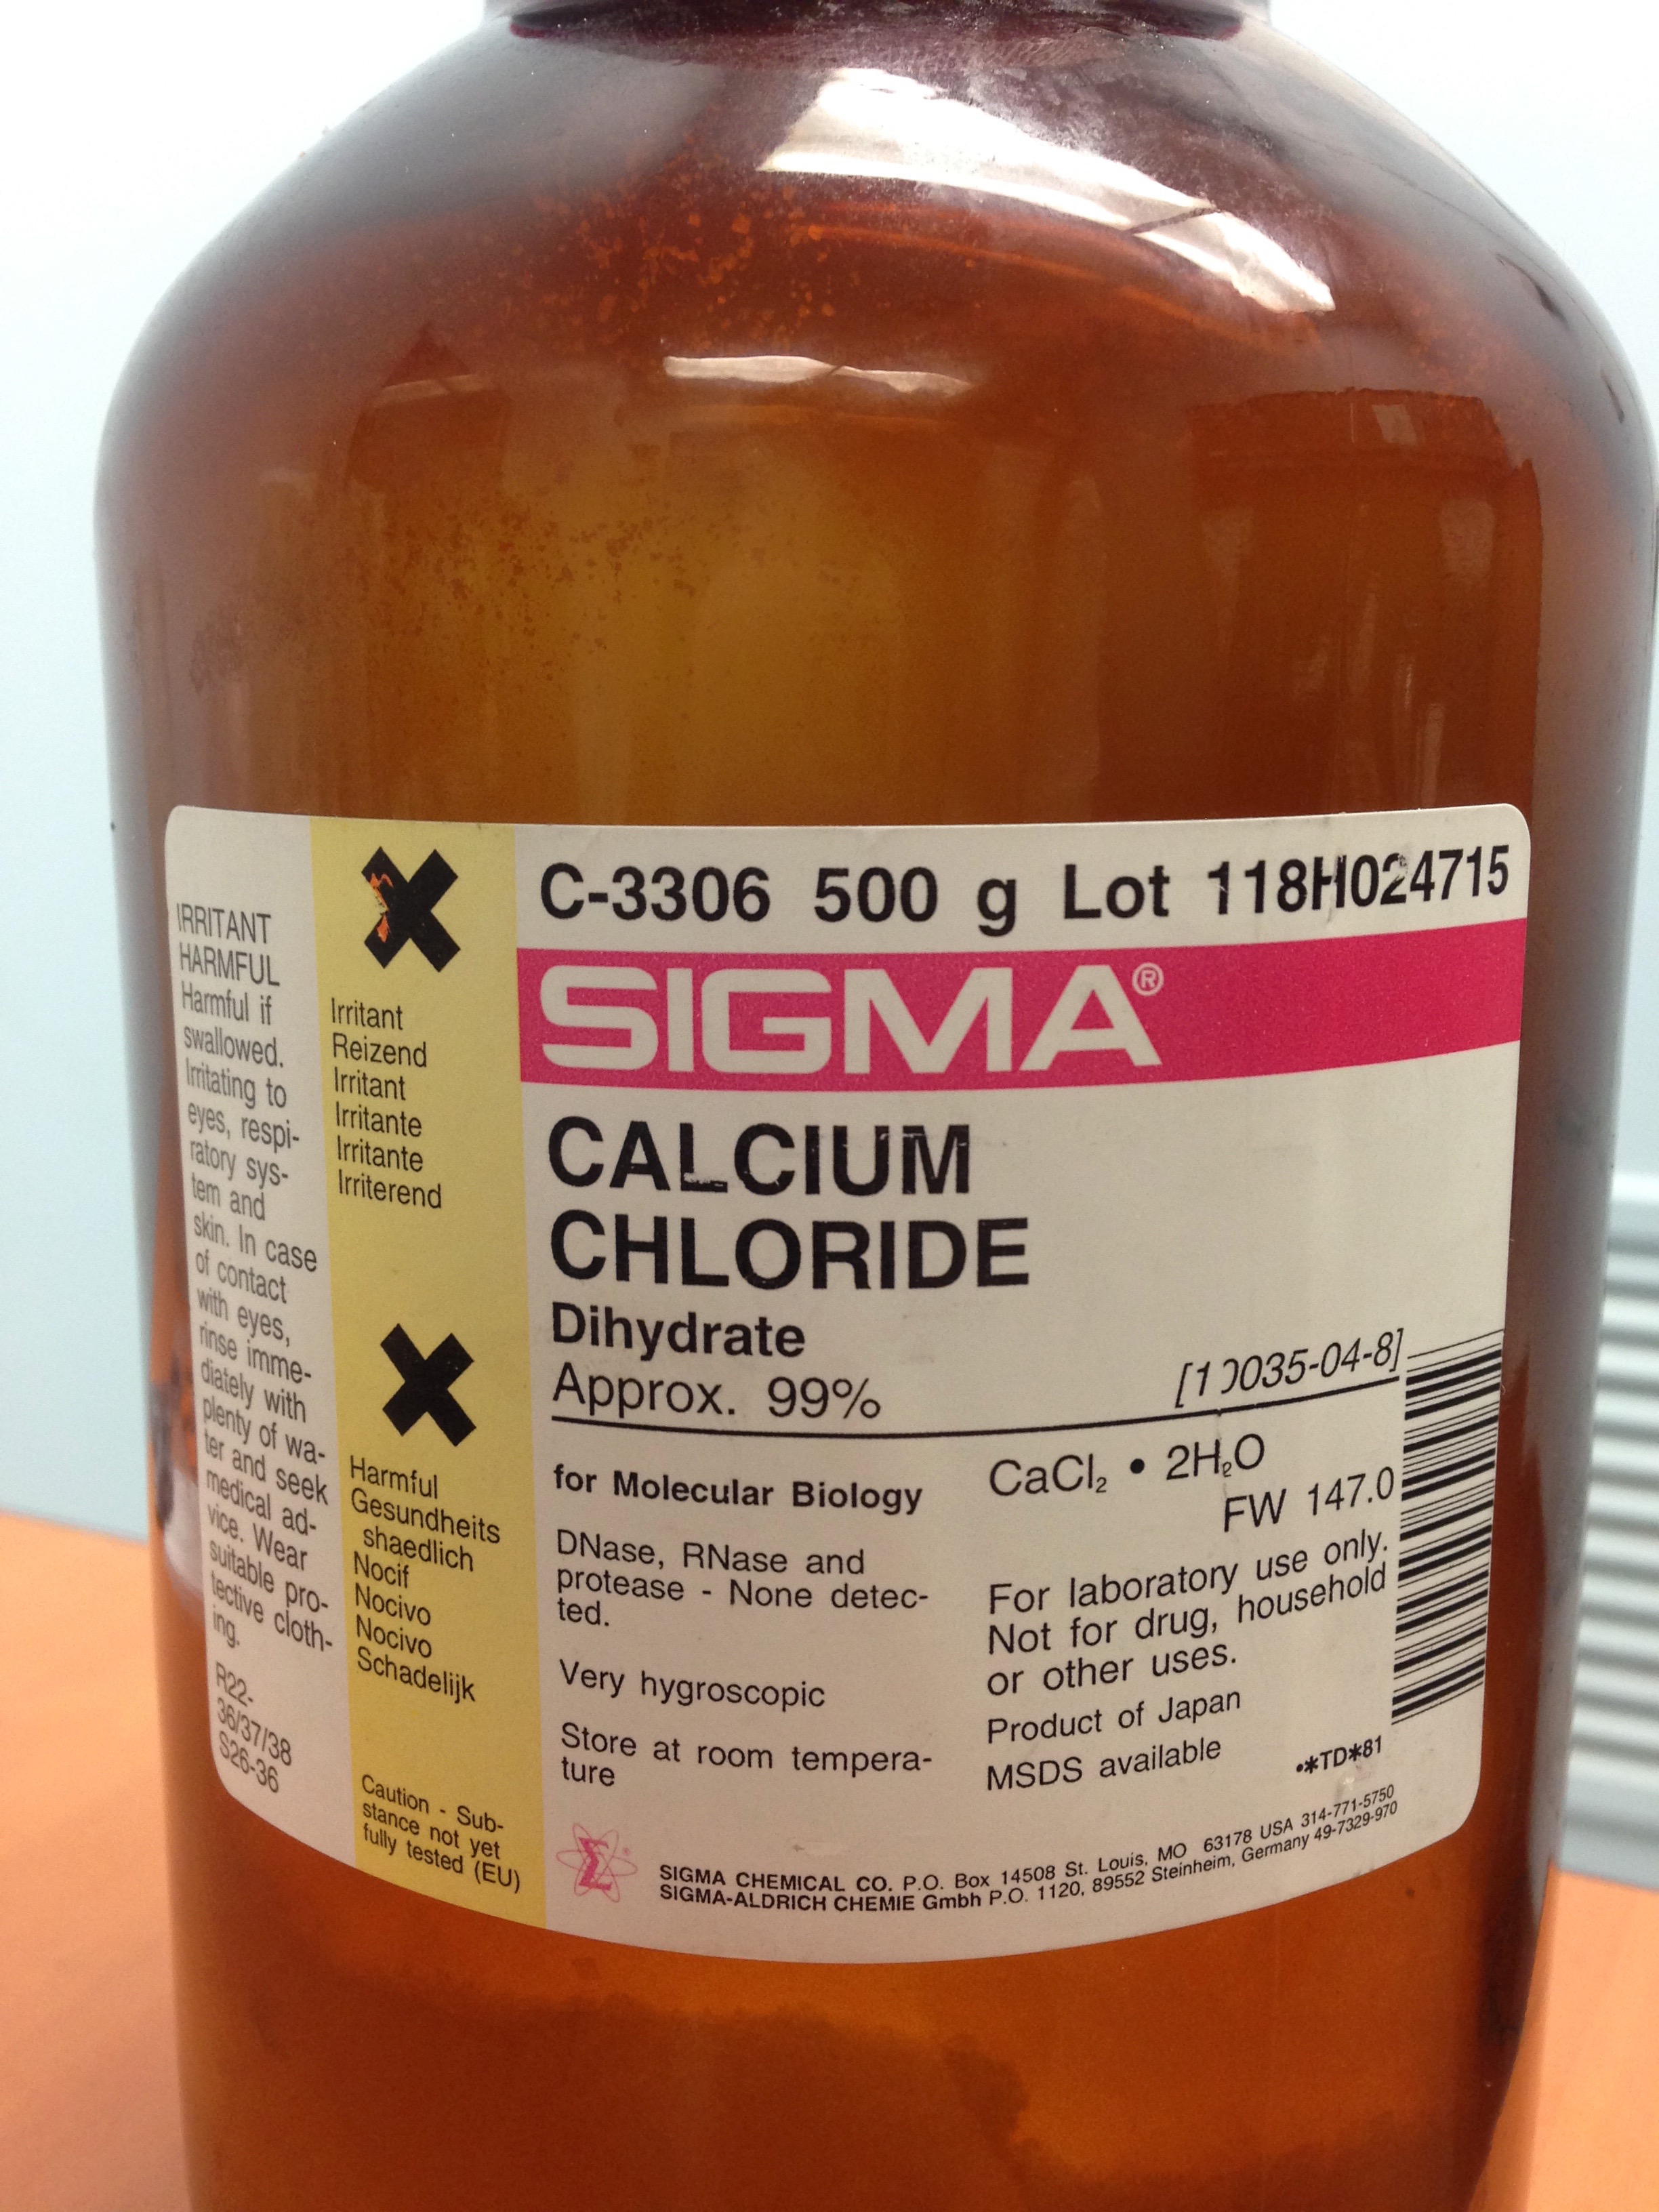 C-3306 500 g Lot 118H024715
SIGMA®
CALCIUM
CHLORIDE
Dihydrate
Approx. 99%
[10035-04-8]
for Molecular Biology
DNase, RNase and
protease - None detec-
ted.
Very hygroscopic
Store at room tempera-
ture
CaCl₂ • 2H₂O
FW 147.0
For laboratory use only.
Not for drug, household
or other uses.
Product of Japan
MSDS available
•*TD*81
SIGMA CHEMICAL CO. P.O. Box 14508 St. Louis, MO 63178 USA 314-771-5750
SIGMA-ALDRICH CHEMIE Gmbh P.O. 1120, 89552 Steinheim, Germany 49-7329-970
IRRITANT
HARMFUL
Harmful if
swallowed.
Irritating to
eyes, respi-
ratory sys-
tem and
skin. In case
of contact
with eyes,
rinse imme-
diately with
plenty of wa-
ter and seek
medical ad-
vice. Wear
suitable pro-
tective cloth-
ing.
R22-
36/37/38
S26-36
Irritant
Reizend
Irritant
Irritante
Irritante
Irriterend
Harmful
Gesundheits
shaedlich
Nocif
Nocivo
Nocivo
Schadelijk
Caution - Sub-
stance not yet
fully tested (EU)